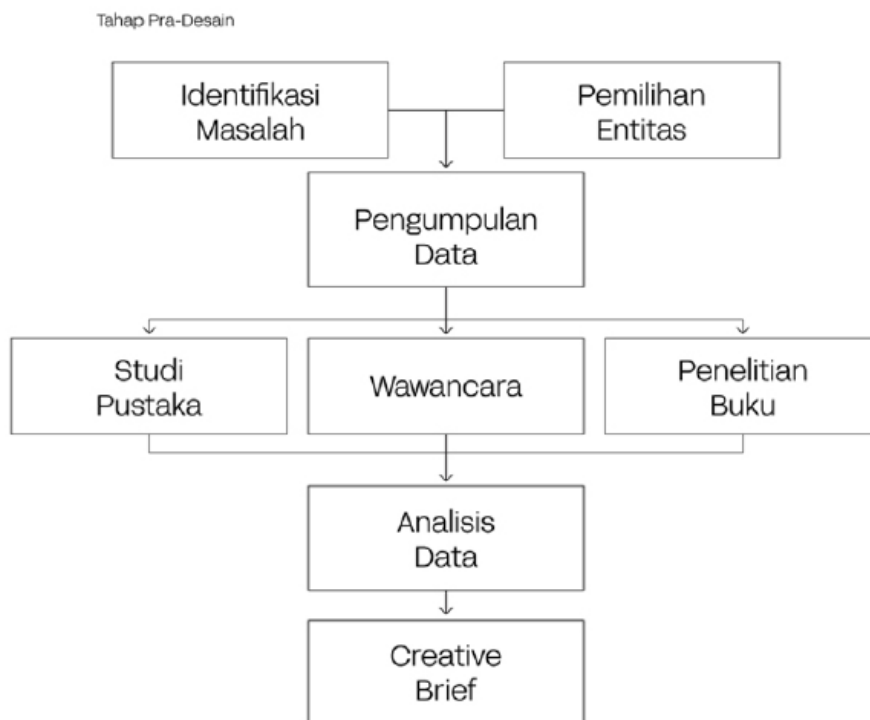 Tahap Pra-Desain
Identifikasi
Masalah
Pemilihan
Entitas
Pengumpulan
Data
Studi
Pustaka
Wawancara
Penelitian
Buku
Analisis
Data
Creative
Brief